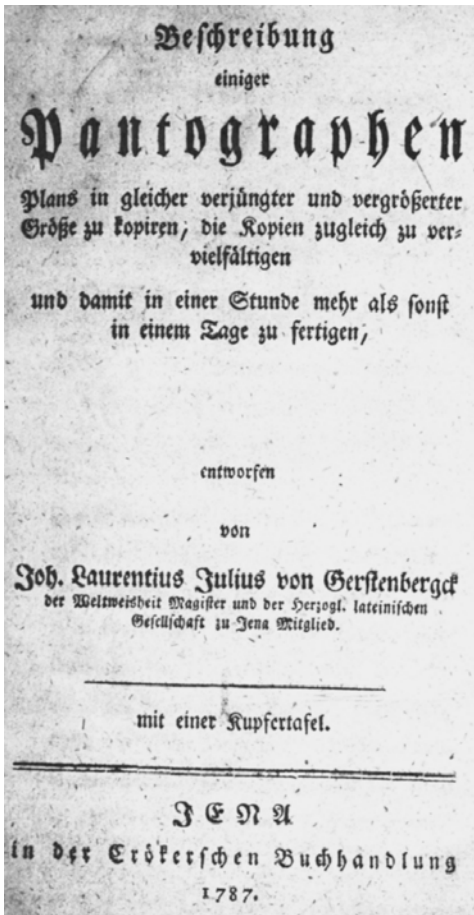 Beſchreibung
einiger
Pantographen
Plans in gleicher verjüngter und vergrößerter
Größe zu kopiren, die Kopien zugleich zu ver⸗
vielfältigen
und damit in einer Stunde mehr als ſonſt
in einem Tage zu fertigen,
entworfen
von
Joh. Laurentius Julius von Gerſtenbergck
der Weltweisheit Magiſter und der Herzogl. lateiniſchen
Geſellſchaft zu Jena Mitglied.
mit einer Kupfertafel.
JENA
in der Crökerſchen Buchhandlung
1787.